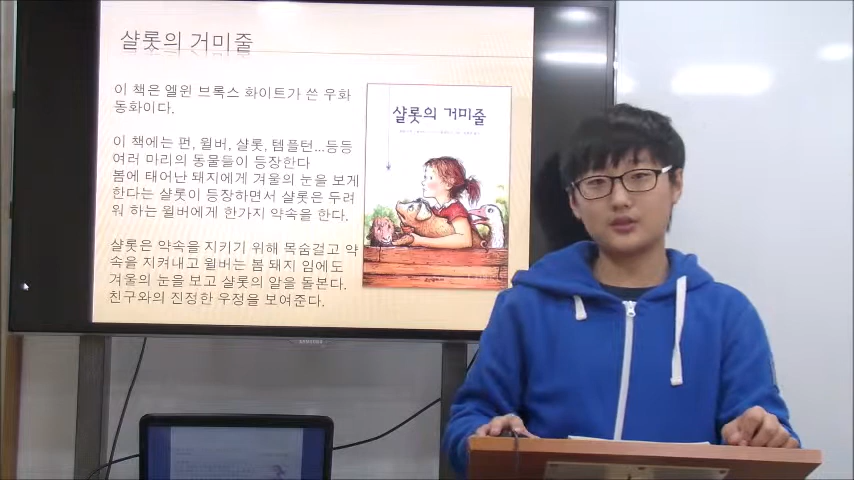 샬롯의 거미줄
이 책은 엘윈 브록스 화이트가 쓴 우화
동화이다.
이 책에는 펀, 윌버, 샬롯, 템플턴...등등
여러 마리의 동물들이 등장한다
봄에 태어난 돼지에게 겨울의 눈을 보게
한다는 샬롯이 등장하면서 샬롯은 두려
워 하는 윌버에게 한가지 약속을 한다.
샬롯은 약속을 지키기 위해 목숨걸고 약
속을 지켜내고 윌버는 봄 돼지 임에도
겨울의 눈을 보고 샬롯의 알을 돌본다.
친구와의 진정한 우정을 보여준다.
샬롯의 거미줄
SAMSUNG